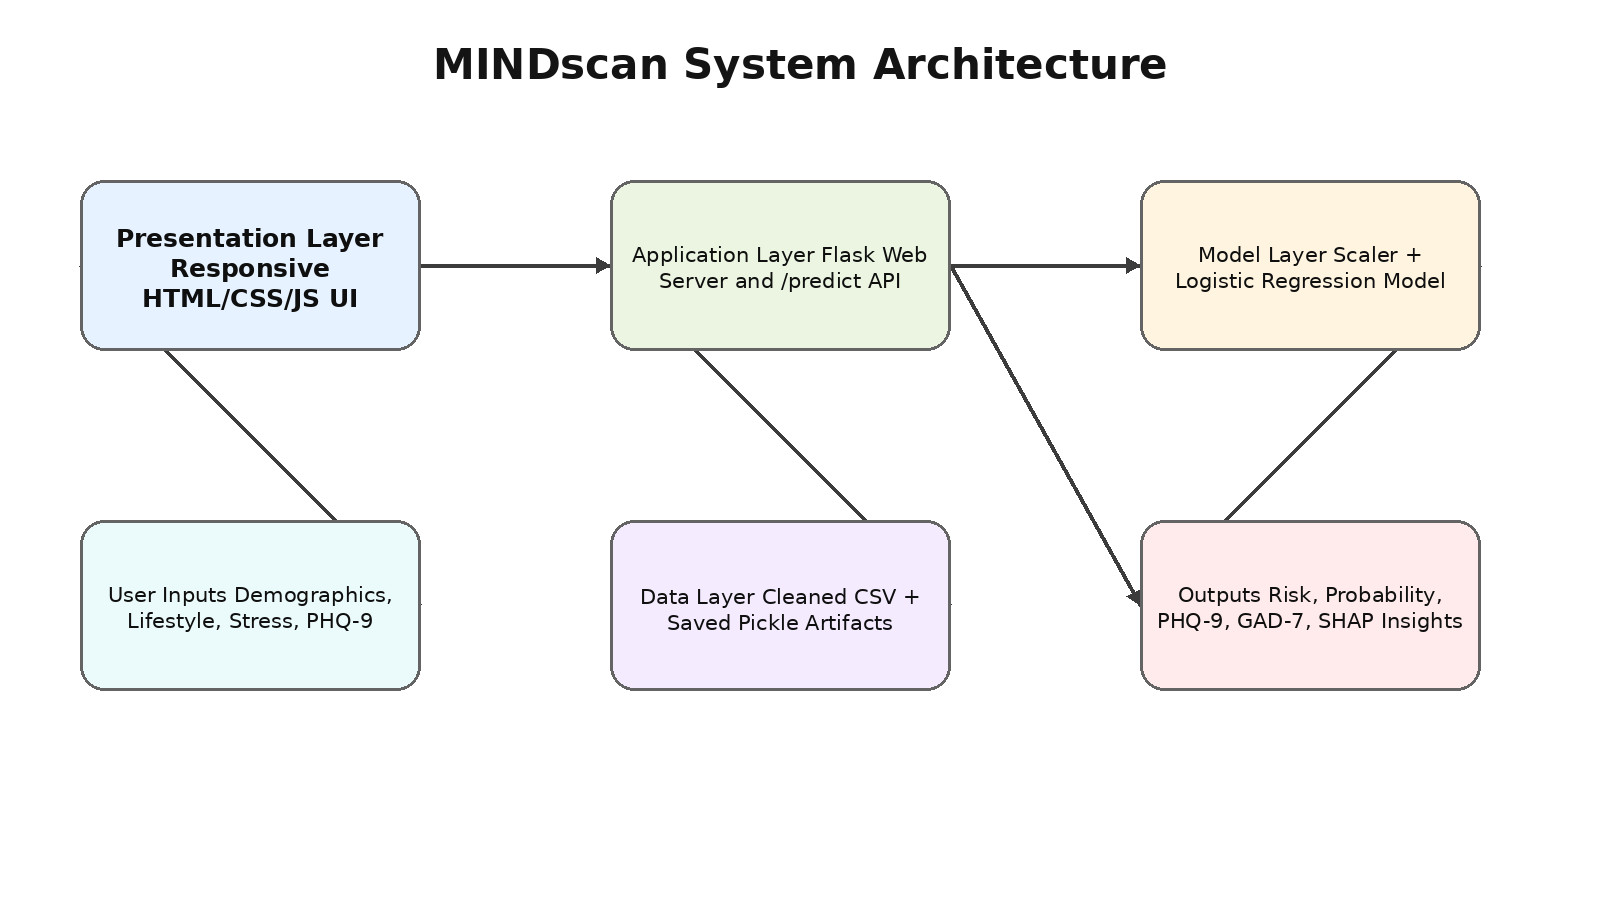 MINDscan System Architecture
Presentation Layer
Responsive
HTML/CSS/JS UI
Application Layer Flask Web
Server and /predict API
Model Layer Scaler +
Logistic Regression Model
User Inputs Demographics,
Lifestyle, Stress, PHQ-9
Data Layer Cleaned CSV +
Saved Pickle Artifacts
Outputs Risk, Probability,
PHQ-9, GAD-7, SHAP Insights